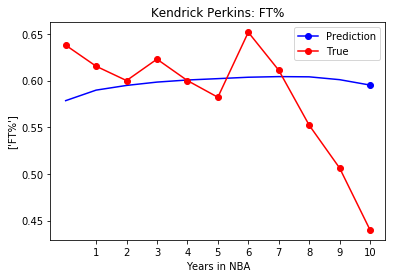 Kendrick Perkins: FT%
Prediction
True
0.65
0.60
0.55
0.50
0.45
['FT%']
1 2 3 4 5 6 7 8 9 10
Years in NBA